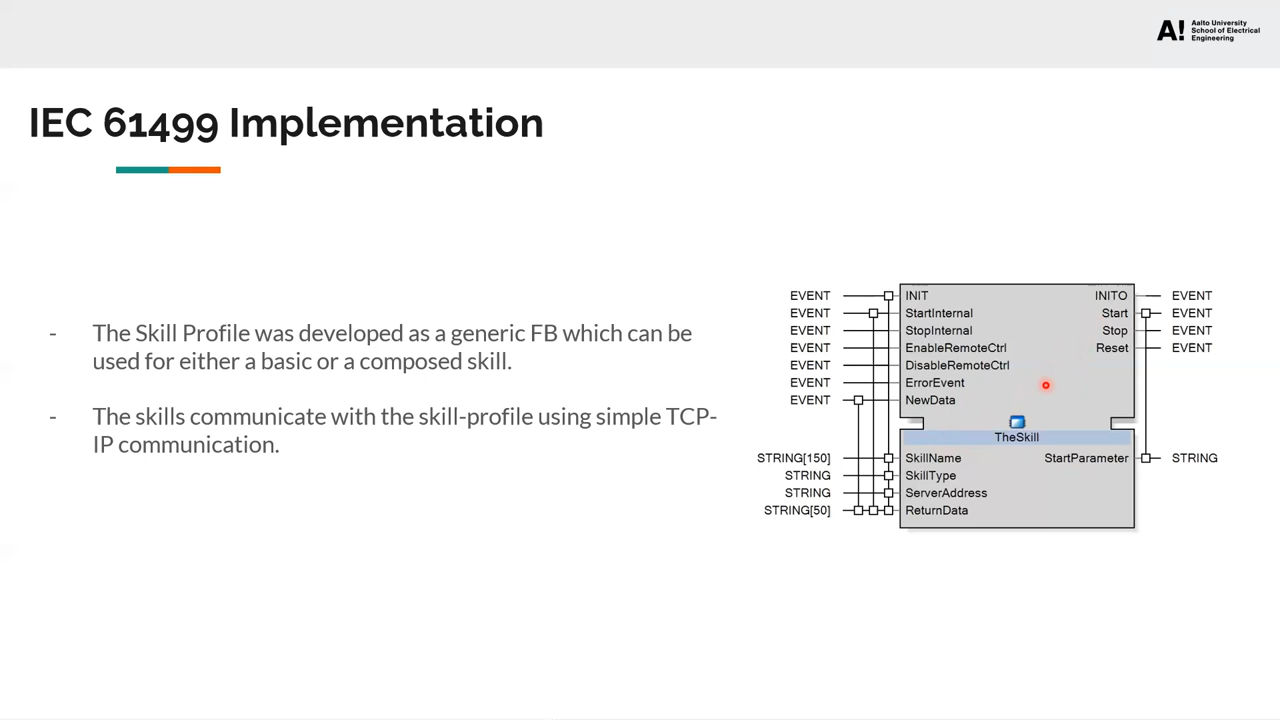 A! Aalto University
School of Electrical
Engineering
IEC 61499 Implementation
- The Skill Profile was developed as a generic FB which can be
used for either a basic or a composed skill.
- The skills communicate with the skill-profile using simple TCP-
IP communication.
EVENT INIT INITO EVENT
EVENT StartInternal Start EVENT
EVENT StopInternal Stop EVENT
EVENT EnableRemoteCtrl Reset EVENT
EVENT DisableRemoteCtrl
EVENT ErrorEvent
EVENT NewData
TheSkill
STRING[150] SkillName StartParameter STRING
STRING SkillType
STRING ServerAddress
STRING[50] ReturnData